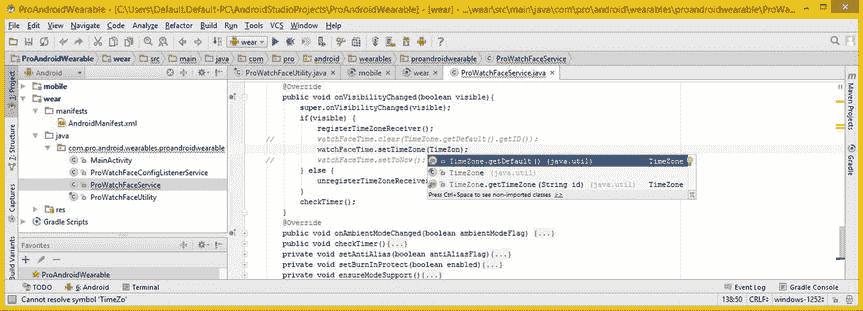 ProAndroidWearable - [C:\Users\Default.Default-PC\AndroidStudioProjects\ProAndroidWearable] - [wear] - ...\wear\src\main\java\com\pro\android\wearables\proandroidwearable\ProWa...
File Edit View Navigate Code Analyze Refactor Build Run Tools VCS Window Help
wear
ProAndroidWearable wear src main java com pro android wearables proandroidwearable ProWatchFaceService
Android
ProWatchFaceUtility.java mobile wear ProWatchFaceService.java
1: Project
7: Structure
Captures
Build Variants
Favorites
mobile
wear
manifests
AndroidManifest.xml
java
com.pro.android.wearables.proandroidwearable
MainActivity
ProWatchFaceConfigListenerService
ProWatchFaceService
ProWatchFaceUtility
res
Gradle Scripts
Favorites
ProAndroidWearable
@Override
public void onVisibilityChanged(boolean visible){
super.onVisibilityChanged(visible);
if(visible) {
registerTimeZoneReceiver();
// watchFaceTime.clear(TimeZone.getDefault().getID());
watchFaceTime.setTimeZone(TimeZon);
// watchFaceTime.setToNow();
} else {
unregisterTimeZoneReceiver
}
checkTimer();
}
@Override
public void onAmbientModeChanged(boolean ambientModeFlag) {...}
public void checkTimer(){...}
private void setAntiAlias(boolean antiAliasFlag){...}
private void setBurnInProtect(boolean enabled){...}
private void ensureModeSupport(){...}
TimeZone.getDefault() (java.util) TimeZone
TimeZone (java.util)
TimeZone.getTimeZone(String id) (java.util) TimeZone
Press Ctrl+Space to see non-imported classes >>
Maven Projects
Gradle
TODO 6: Android Terminal Event Log Gradle Console
Cannot resolve symbol 'TimeZo' 138:50 CRLF windows-1252